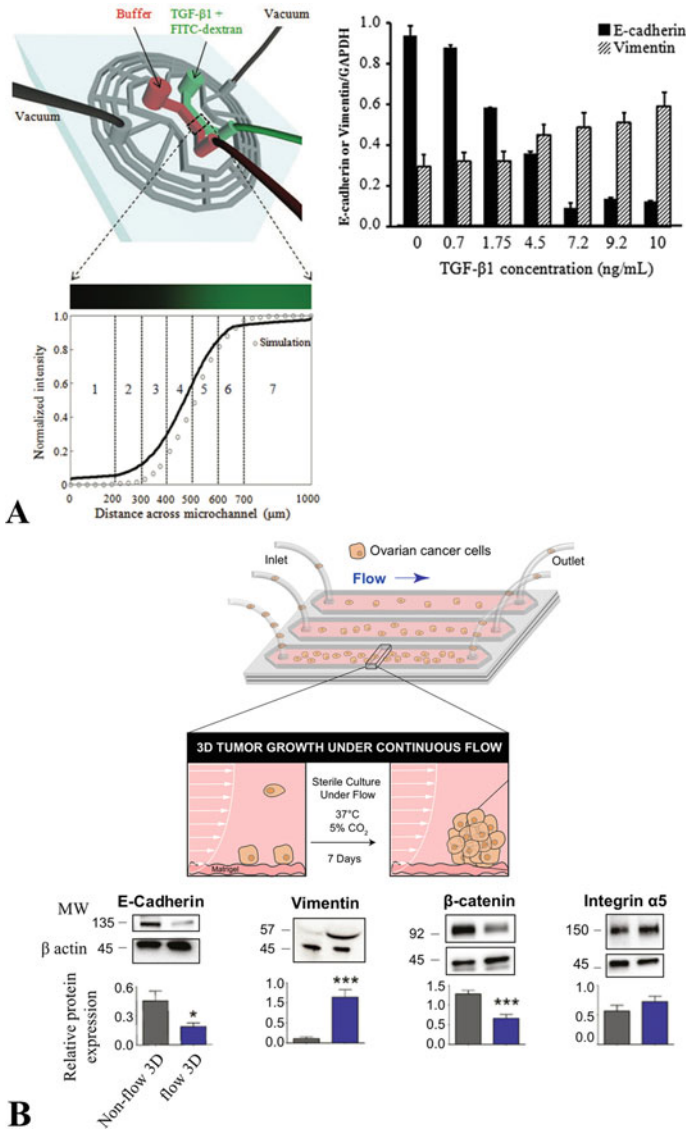 Buffer
TGF-β1 +
FITC-dextran
Vacuum
Vacuum
E-cadherin or Vimentin/GAPDH
1.0
0.8
0.6
0.4
0.2
0.0
E-cadherin
Vimentin
0 0.7 1.75 4.5 7.2 9.2 10
TGF-β1 concentration (ng/mL)
Normalized intensity
1.0
0.8
0.6
0.4
0.2
0
Simulation
1 2 3 4 5 6 7
0 200 300 400 500 600 700 1000
Distance across microchannel (μm)
A
Inlet
Ovarian cancer cells
Flow
Outlet
3D TUMOR GROWTH UNDER CONTINUOUS FLOW
Sterile Culture
Under Flow
37°C
5% CO2
7 Days
Matrigel
E-Cadherin
MW
135
β actin
45
Relative protein
expression
0.6
0.3
0.0
*
Non-flow 3D
flow 3D
Vimentin
57
45
***
1.0
0.5
0.0
β-catenin
92
45
***
1.5
1.0
0.5
0.0
Integrin α5
150
45
1.0
0.5
0
B